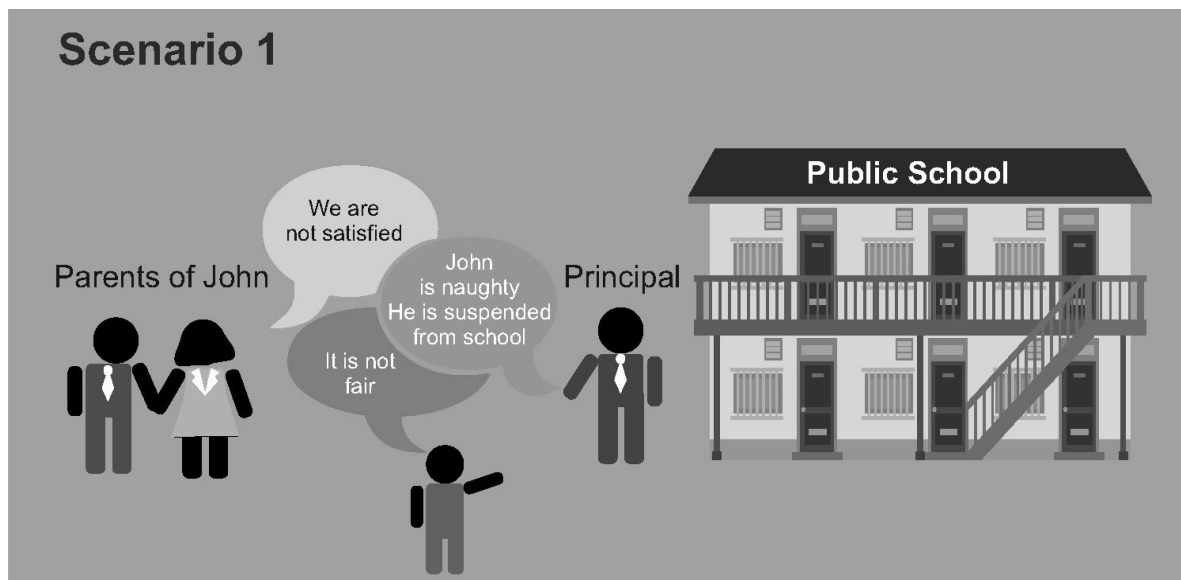 Scenario 1
Public School
We are
not satisfied
Parents of John
John
is naughty
He is suspended
from school
Principal
It is not
fair